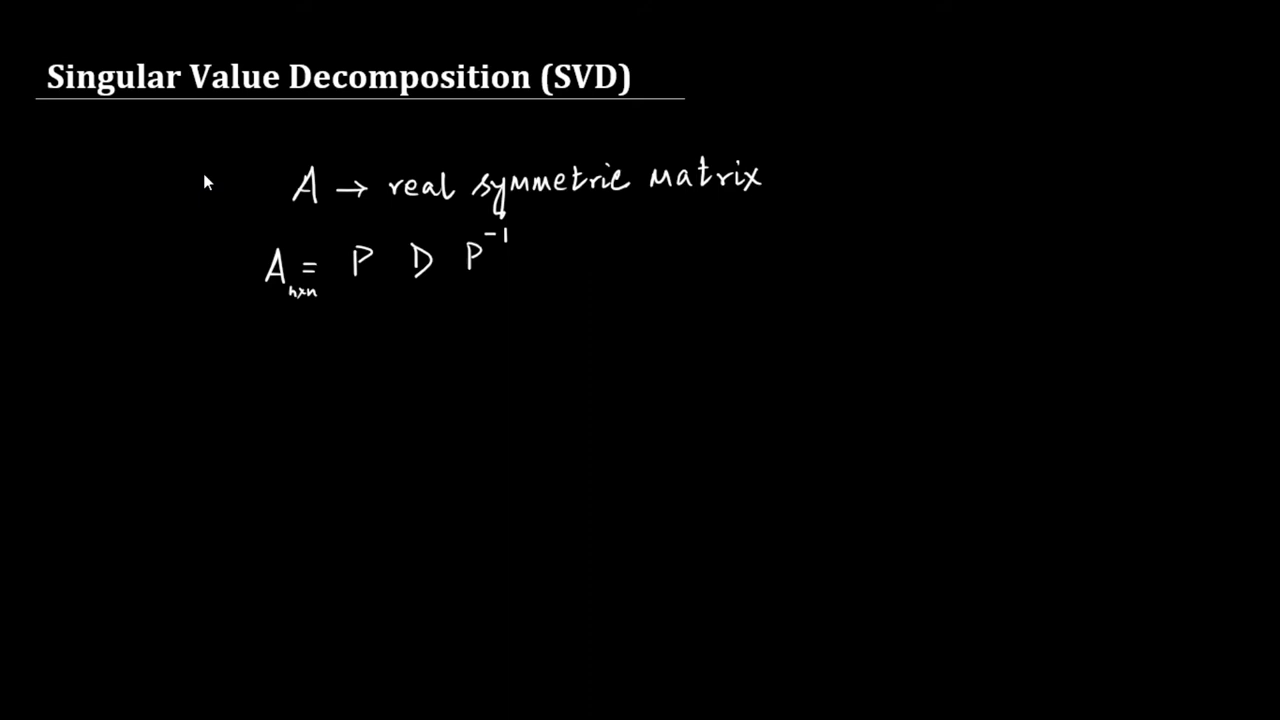 Singular Value Decomposition (SVD)
A → real symmetric matrix
A n×n = P D P⁻¹